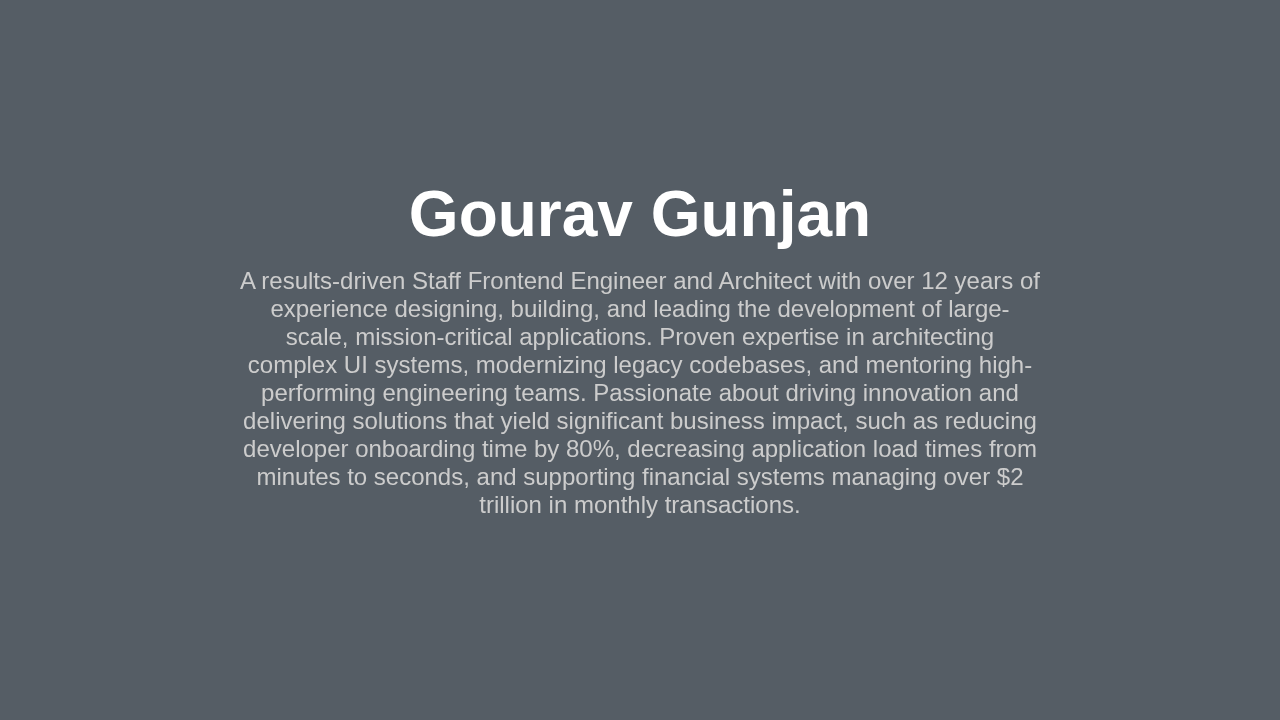 Gourav Gunjan
A results-driven Staff Frontend Engineer and Architect with over 12 years of
experience designing, building, and leading the development of large-
scale, mission-critical applications. Proven expertise in architecting
complex UI systems, modernizing legacy codebases, and mentoring high-
performing engineering teams. Passionate about driving innovation and
delivering solutions that yield significant business impact, such as reducing
developer onboarding time by 80%, decreasing application load times from
minutes to seconds, and supporting financial systems managing over $2
trillion in monthly transactions.